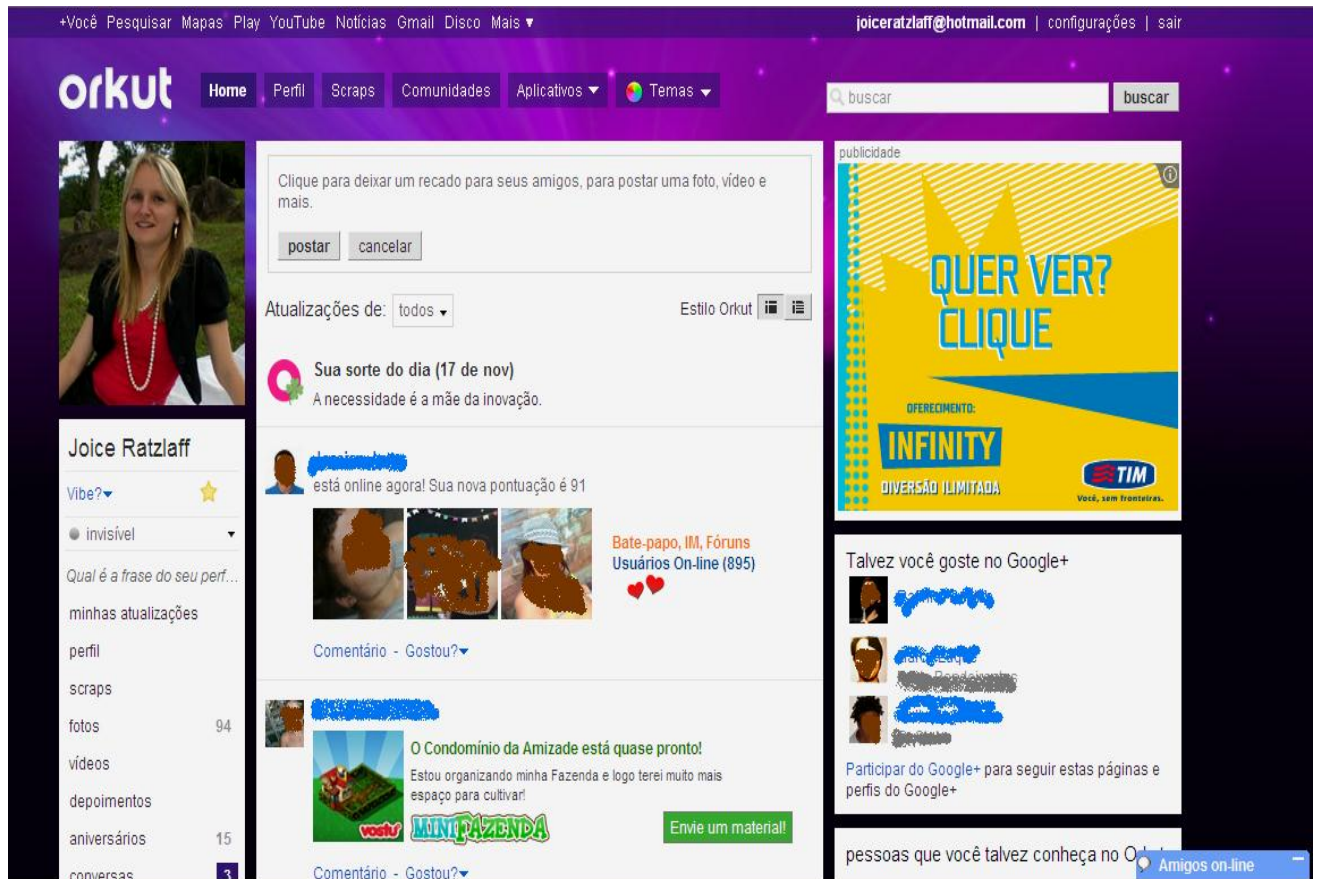 +Você Pesquisar Mapas Play YouTube Notícias Gmail Disco Mais ▼
joiceratzlaff@hotmail.com | configurações | sair
orkut
Home Perfil Scraps Comunidades Aplicativos ▼ Temas ▼
buscar buscar
Clique para deixar um recado para seus amigos, para postar uma foto, vídeo e
mais.
postar cancelar
Atualizações de: todos ▾ Estilo Orkut
Sua sorte do dia (17 de nov)
A necessidade é a mãe da inovação.
Joice Ratzlaff
Vibe?▾
invisível ▾
Qual é a frase do seu perf...
minhas atualizações
perfil
scraps
fotos 94
vídeos
depoimentos
aniversários 15
conversas 3
está online agora! Sua nova pontuação é 91
Bate-papo, IM, Fóruns
Usuários On-line (895)
Comentário - Gostou?▾
O Condomínio da Amizade está quase pronto!
Estou organizando minha Fazenda e logo terei muito mais
espaço para cultivar!
vostu MINIFAZENDA
Envie um material!
Comentário - Gostou?▾
publicidade
QUER VER?
CLIQUE
OFERECIMENTO:
INFINITY
DIVERSÃO ILIMITADA
TIM
Você, sem fronteiras.
Talvez você goste no Google+
Participar do Google+ para seguir estas páginas e
perfis do Google+
pessoas que você talvez conheça no
Amigos on-line